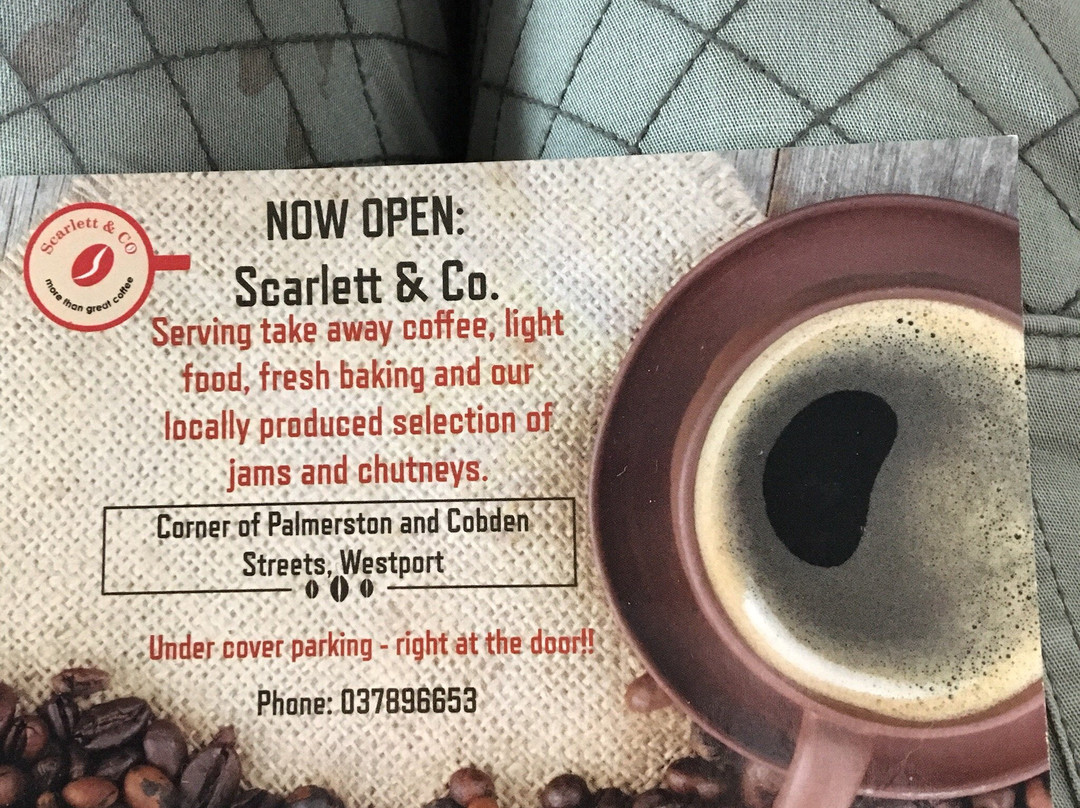 Scarlett & CO
more than great coffee
NOW OPEN:
Scarlett & Co.
Serving take away coffee, light
food, fresh baking and our
locally produced selection of
jams and chutneys.
Corner of Palmerston and Cobden
Streets, Westport
Under cover parking - right at the door!!
Phone: 037896653